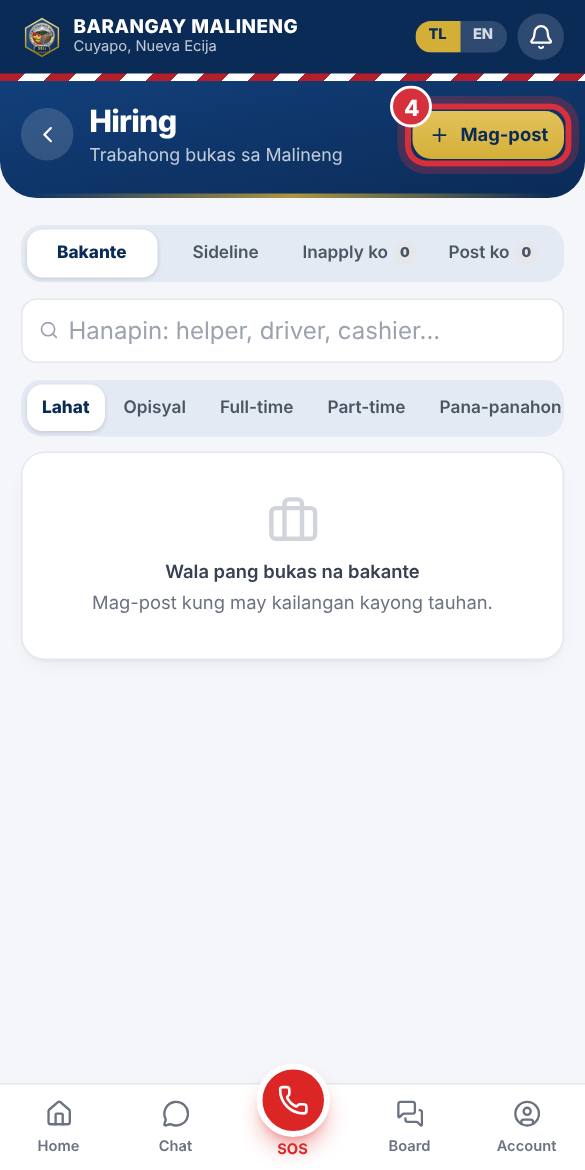 BARANGAY MALINENG
Cuyapo, Nueva Ecija
TL EN
Hiring
4
+ Mag-post
Trabahong bukas sa Malineng
Bakante Sideline Inapply ko 0 Post ko 0
Hanapin: helper, driver, cashier...
Lahat Opisyal Full-time Part-time Pana-panahon
Wala pang bukas na bakante
Mag-post kung may kailangan kayong tauhan.
Home Chat SOS Board Account